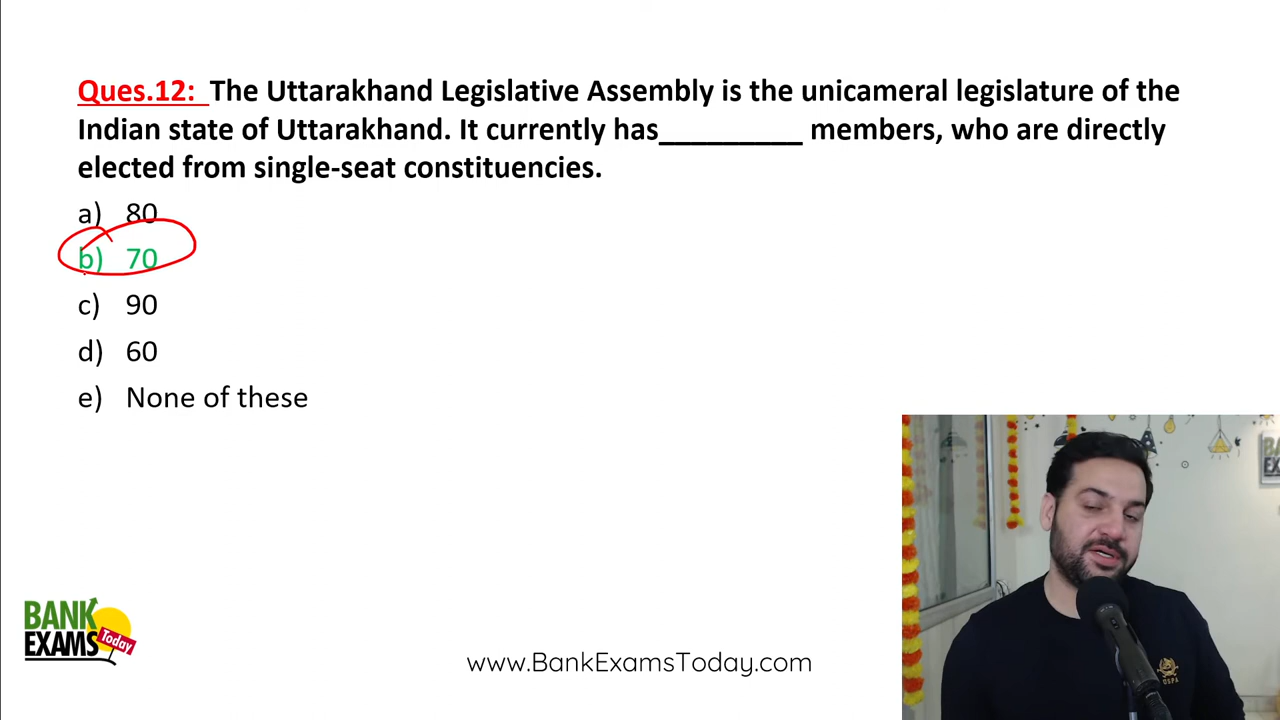 Ques.12: The Uttarakhand Legislative Assembly is the unicameral legislature of the
Indian state of Uttarakhand. It currently has_________ members, who are directly
elected from single-seat constituencies.
a) 80
b) 70
c) 90
d) 60
e) None of these
BANK
EXAMS
Today
www.BankExamsToday.com
USPA